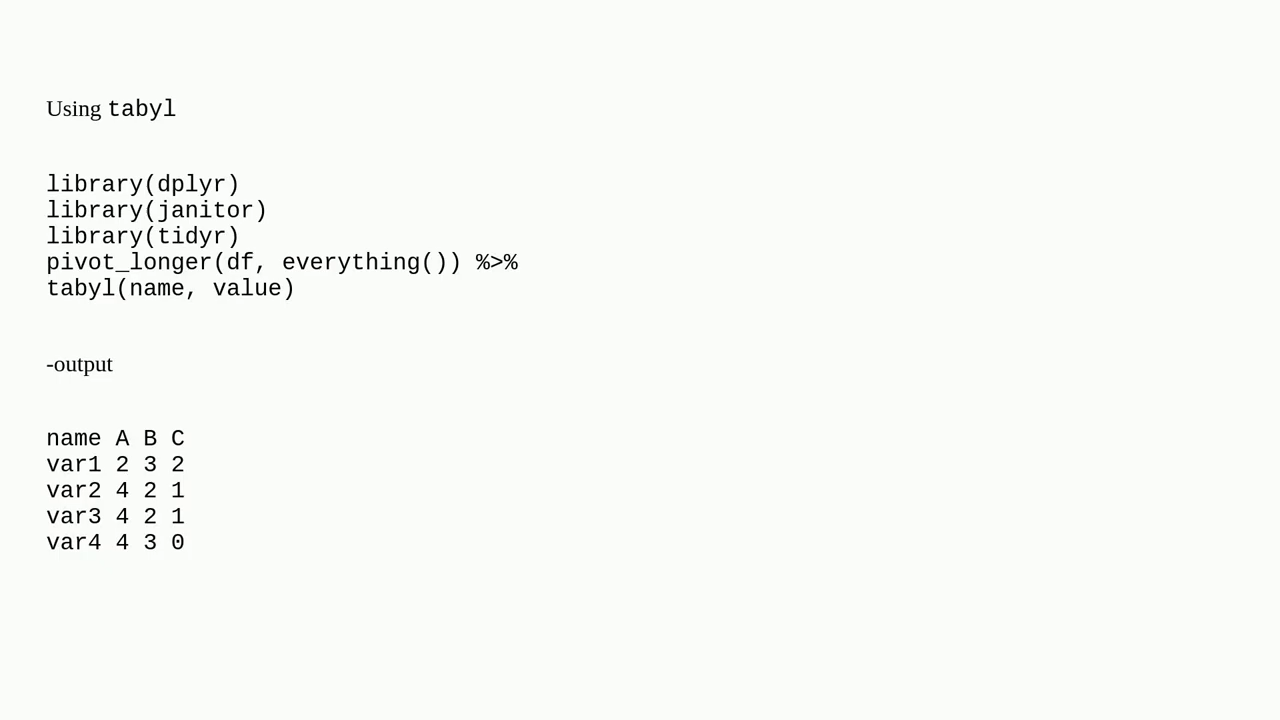 Using tabyl
library(dplyr)
library(janitor)
library(tidyr)
pivot_longer(df, everything()) %>%
tabyl(name, value)
-output
name A B C
var1 2 3 2
var2 4 2 1
var3 4 2 1
var4 4 3 0